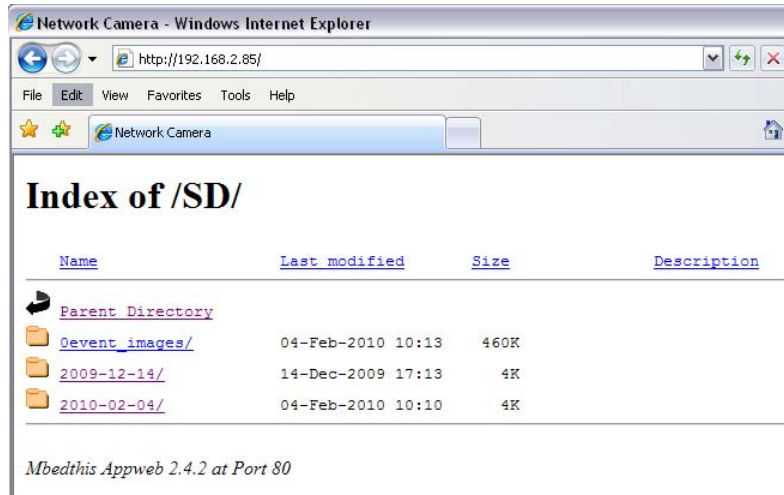 Network Camera - Windows Internet Explorer
http://192.168.2.85/
File Edit View Favorites Tools Help
Network Camera
Index of /SD/
Name Last modified Size Description
Parent Directory
0event_images/ 04-Feb-2010 10:13 460K
2009-12-14/ 14-Dec-2009 17:13 4K
2010-02-04/ 04-Feb-2010 10:10 4K
Mbedthis Appweb 2.4.2 at Port 80